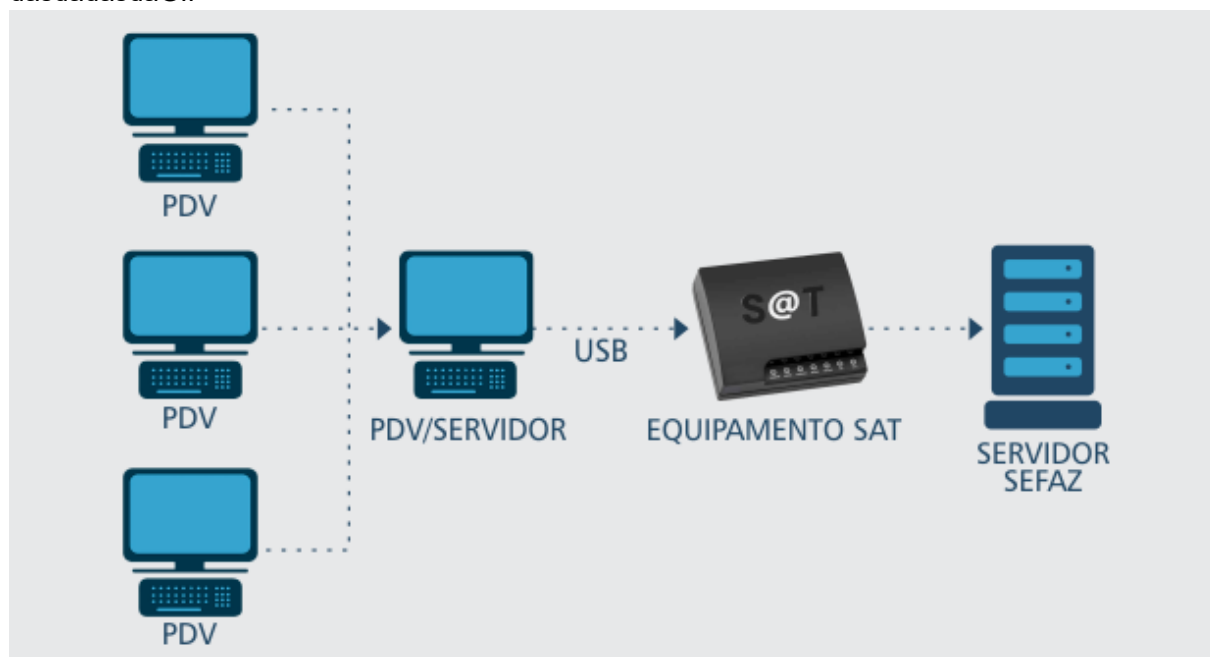 PDV
PDV
PDV
PDV/SERVIDOR
USB
S@T
EQUIPAMENTO SAT
SERVIDOR
SEFAZ